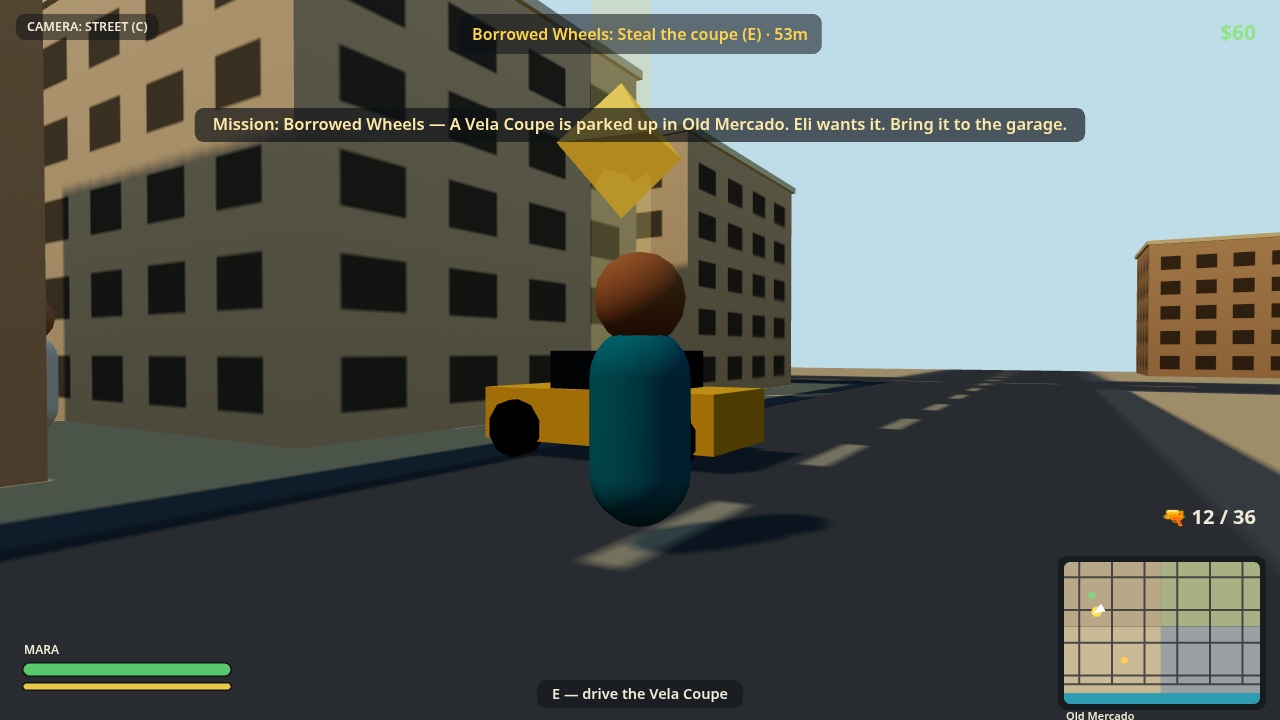 CAMERA: STREET (C)
Borrowed Wheels: Steal the coupe (E) · 53m
$60
Mission: Borrowed Wheels — A Vela Coupe is parked up in Old Mercado. Eli wants it. Bring it to the garage.
12 / 36
MARA
E — drive the Vela Coupe
Old Mercado